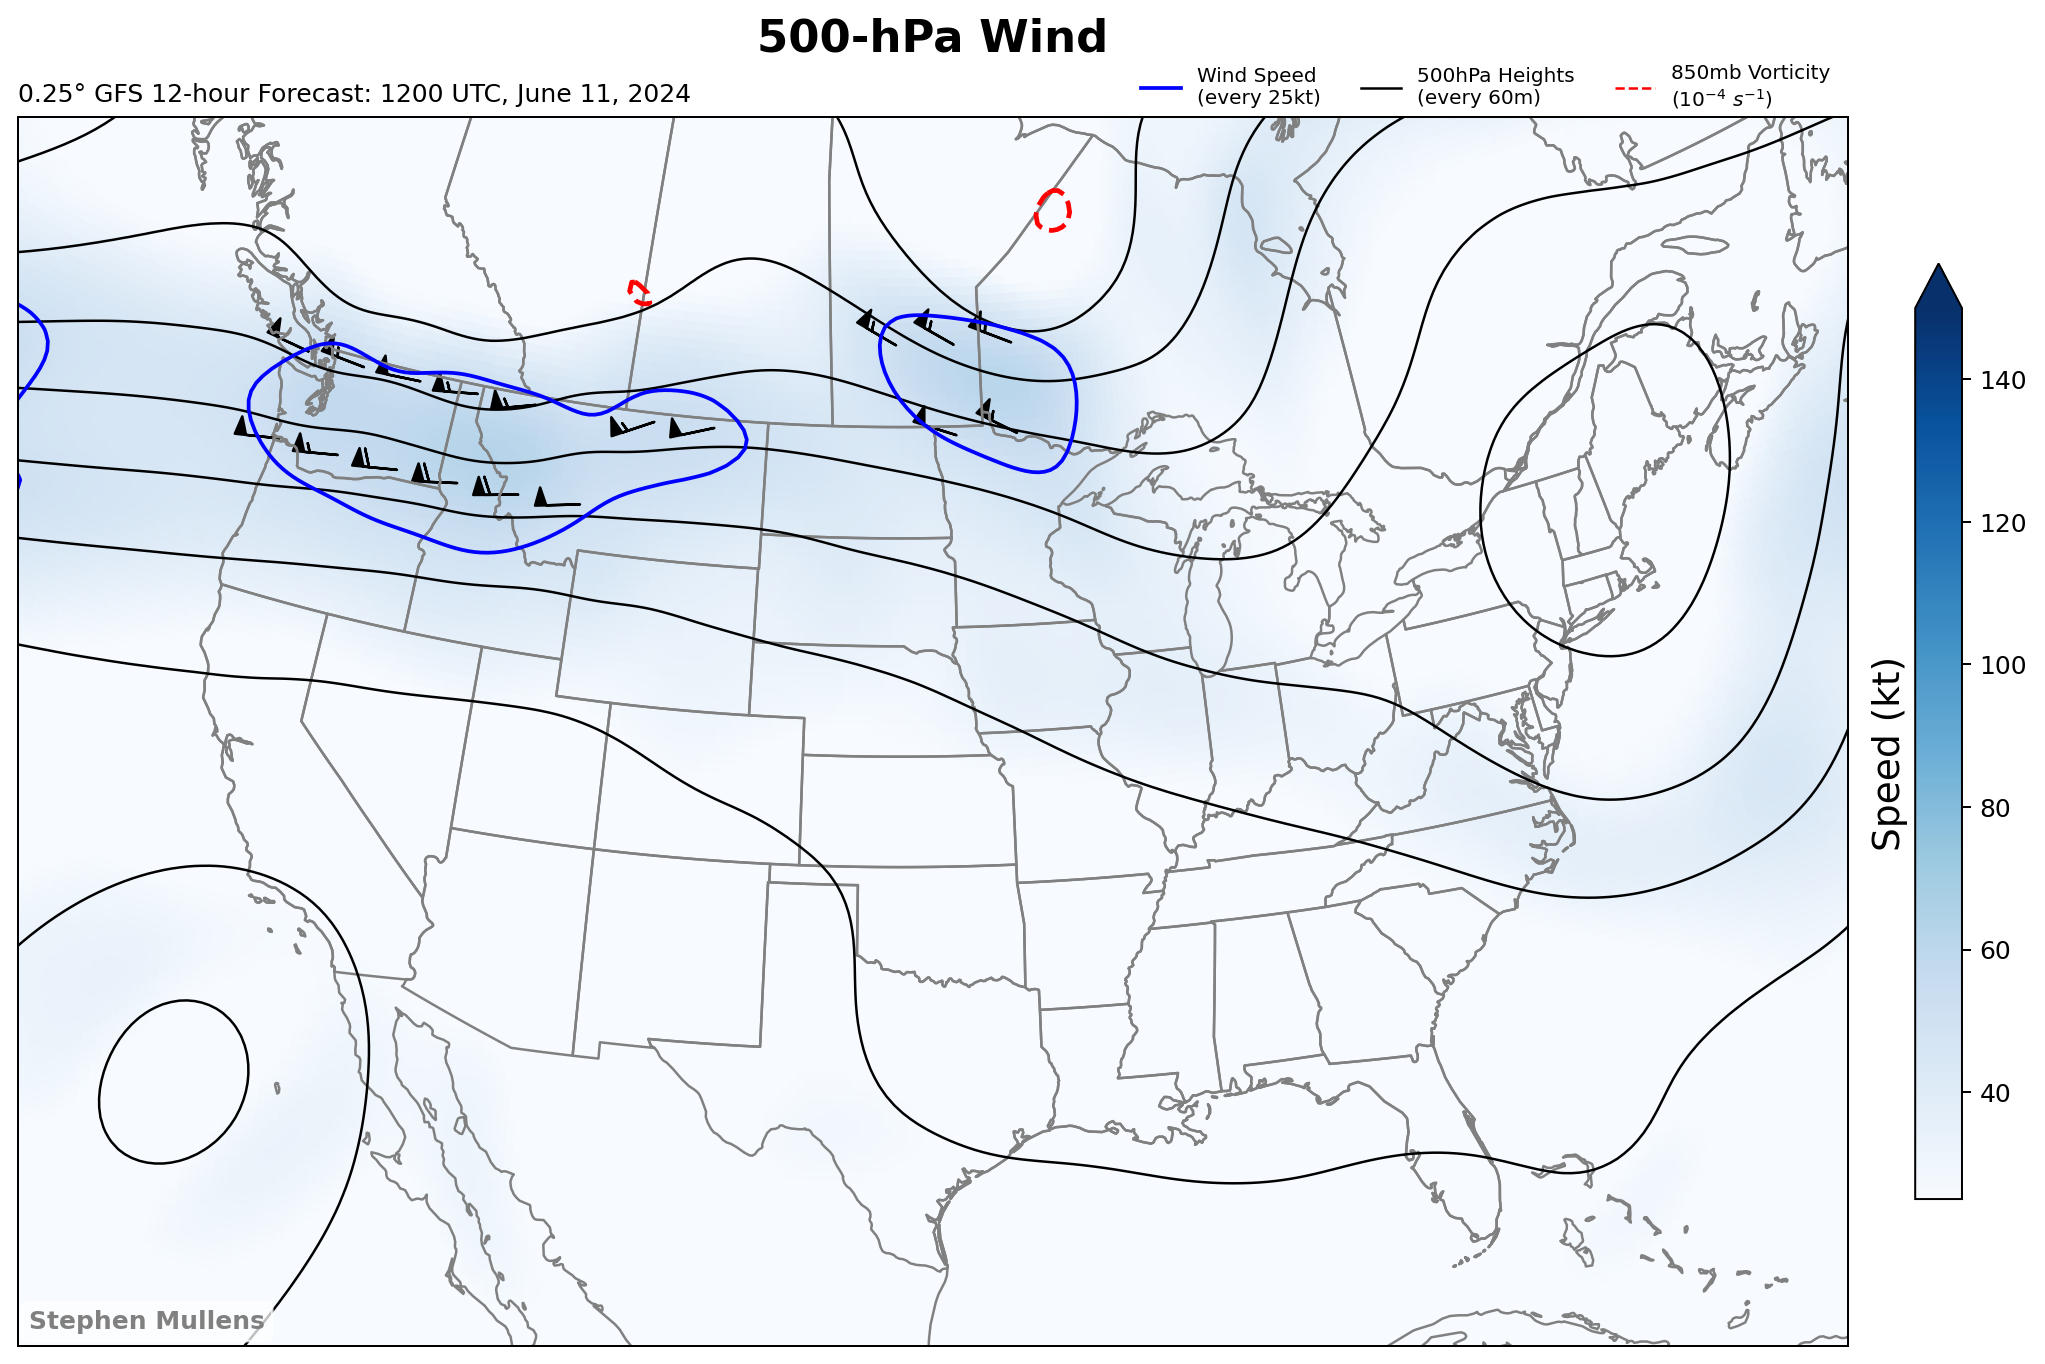 500-hPa Wind
0.25° GFS 12-hour Forecast: 1200 UTC, June 11, 2024
Wind Speed
(every 25kt)
500hPa Heights
(every 60m)
850mb Vorticity
(10⁻⁴ s⁻¹)
140
120
100
80
60
40
Speed (kt)
Stephen Mullens